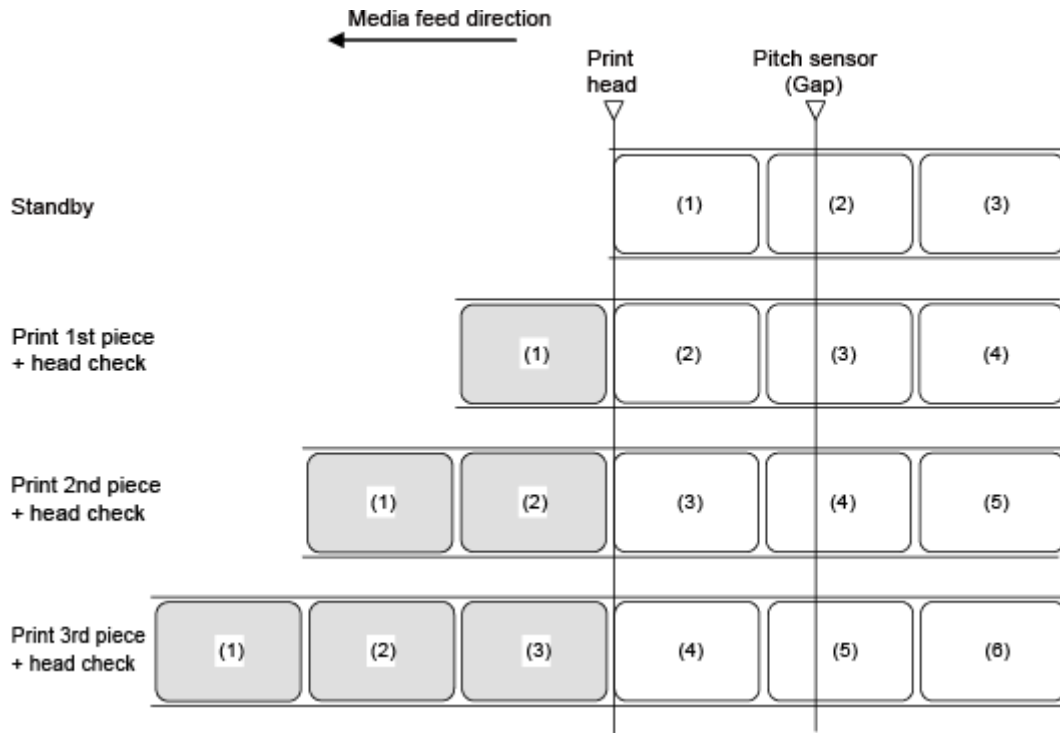 Media feed direction
Print
head
Pitch sensor
(Gap)
Standby
(1)
(2)
(3)
Print 1st piece
+ head check
(1)
(2)
(3)
(4)
Print 2nd piece
+ head check
(1)
(2)
(3)
(4)
(5)
Print 3rd piece
+ head check
(1)
(2)
(3)
(4)
(5)
(6)